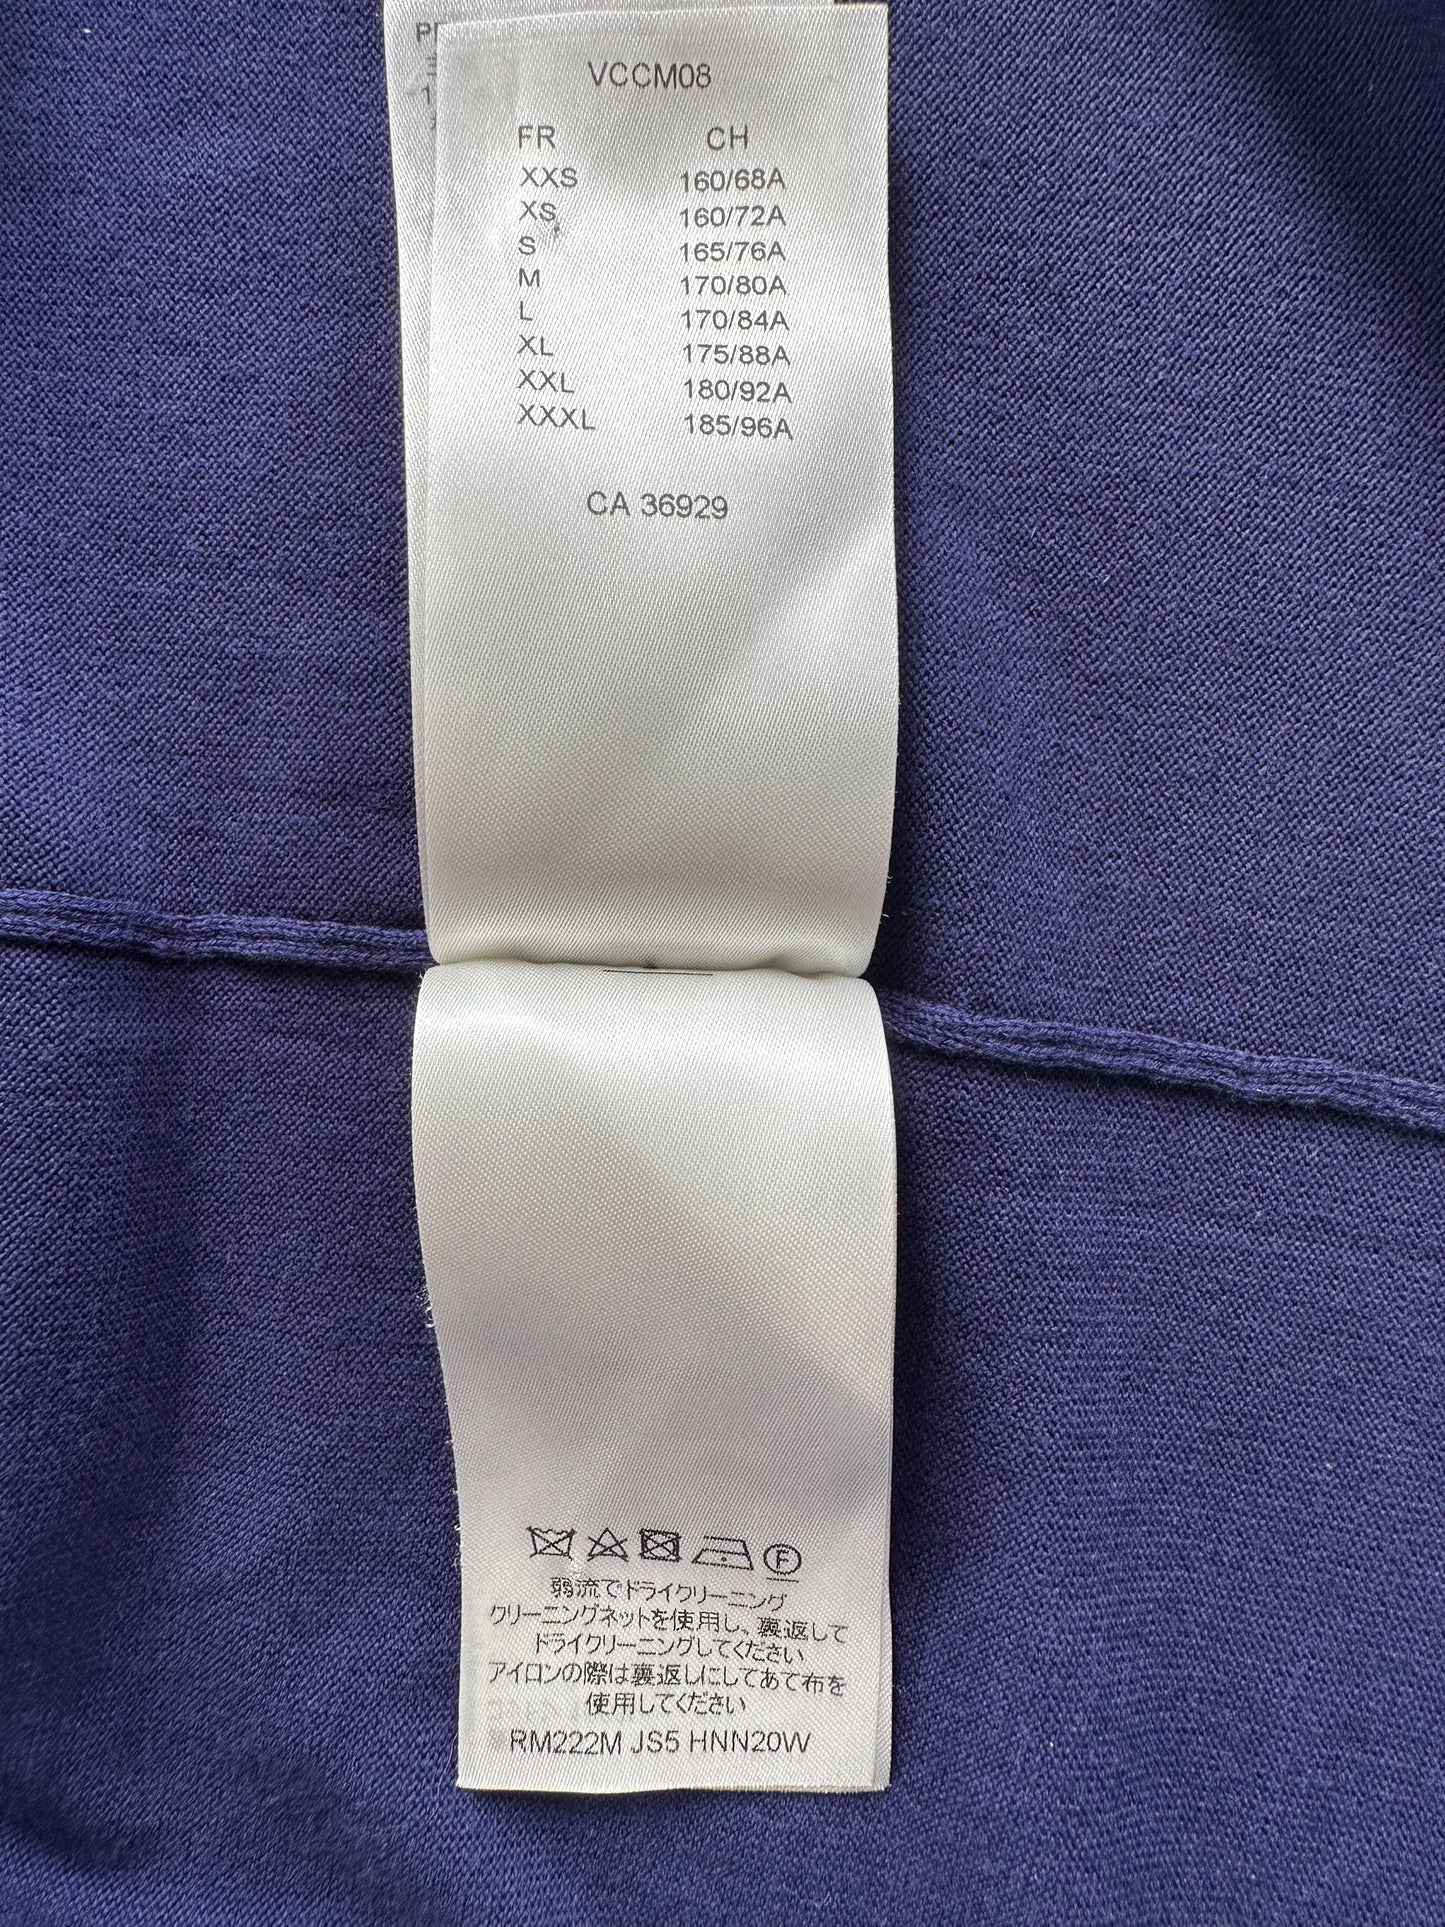 VCCM08
FR CH
XXS 160/68A
XS 160/72A
S 165/76A
M 170/80A
L 170/84A
XL 175/88A
XXL 180/92A
XXXL 185/96A
CA 36929
F
弱流でドライクリーニング
クリーニングネットを使用し、裏返して
ドライクリーニングしてください
アイロンの際は裏返しにしてあて布を
使用してください
RM222M JS5 HNN20W